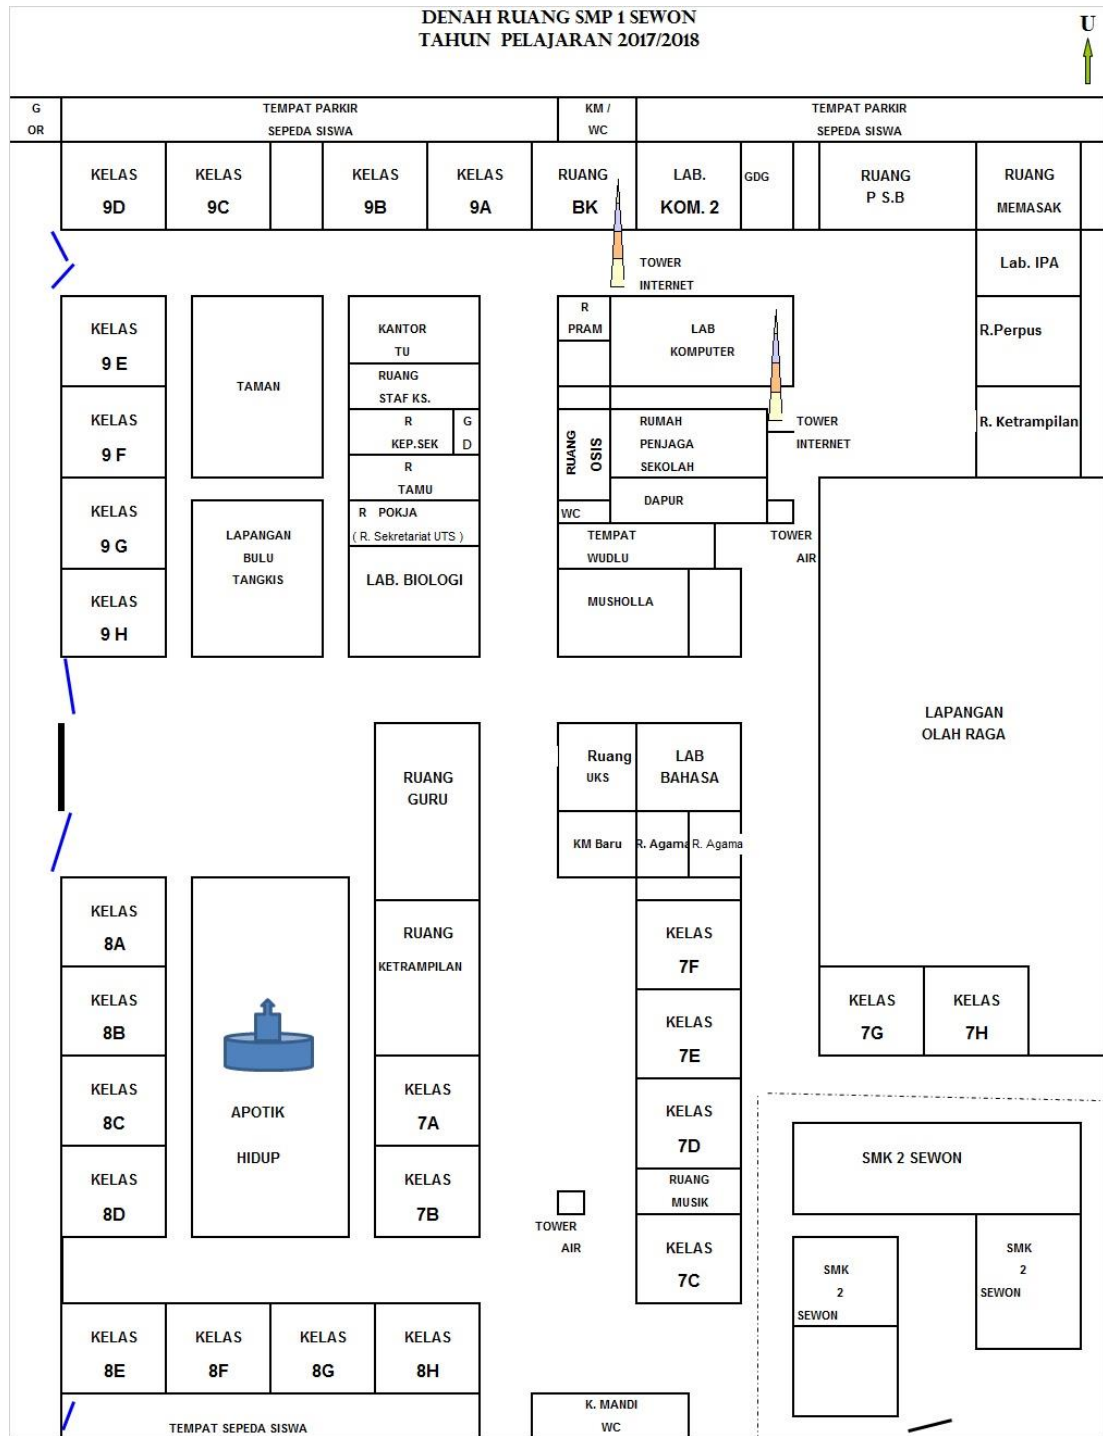 DENAH RUANG SMP 1 SEWON
TAHUN PELAJARAN 2017/2018
U
G
OR
TEMPAT PARKIR
SEPEDA SISWA
KM /
WC
TEMPAT PARKIR
SEPEDA SISWA
KELAS
9D
KELAS
9C
KELAS
9B
KELAS
9A
RUANG
BK
LAB.
KOM. 2
GDG
RUANG
P S.B
RUANG
MEMASAK
TOWER
INTERNET
Lab. IPA
KELAS
9 E
TAMAN
KANTOR
TU
RUANG
STAF KS.
R
PRAM
LAB
KOMPUTER
R.Perpus
KELAS
9 F
R
KEP.SEK
G
D
R
TAMU
RUANG
OSIS
RUMAH
PENJAGA
SEKOLAH
TOWER
INTERNET
R. Ketrampilan
KELAS
9 G
LAPANGAN
BULU
TANGKIS
R POKJA
( R. Sekretariat UTS )
WC
DAPUR
TEMPAT
WUDLU
TOWER
AIR
KELAS
9 H
LAB. BIOLOGI
MUSHOLLA
LAPANGAN
OLAH RAGA
RUANG
GURU
Ruang
UKS
LAB
BAHASA
KM Baru
R. Agama
R. Agama
KELAS
8A
RUANG
KETRAMPILAN
KELAS
7F
KELAS
8B
KELAS
7E
KELAS
7G
KELAS
7H
KELAS
8C
APOTIK
HIDUP
KELAS
7A
KELAS
7D
KELAS
8D
KELAS
7B
RUANG
MUSIK
SMK 2 SEWON
TOWER
AIR
KELAS
7C
SMK
2
SEWON
SMK
2
SEWON
KELAS
8E
KELAS
8F
KELAS
8G
KELAS
8H
TEMPAT SEPEDA SISWA
K. MANDI
WC